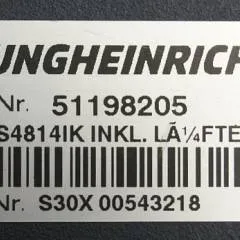 UNGHEINRICH
Nr. 51198205
S4814IK INKL. LÃ¼FTE
Nr. S30X 00543218